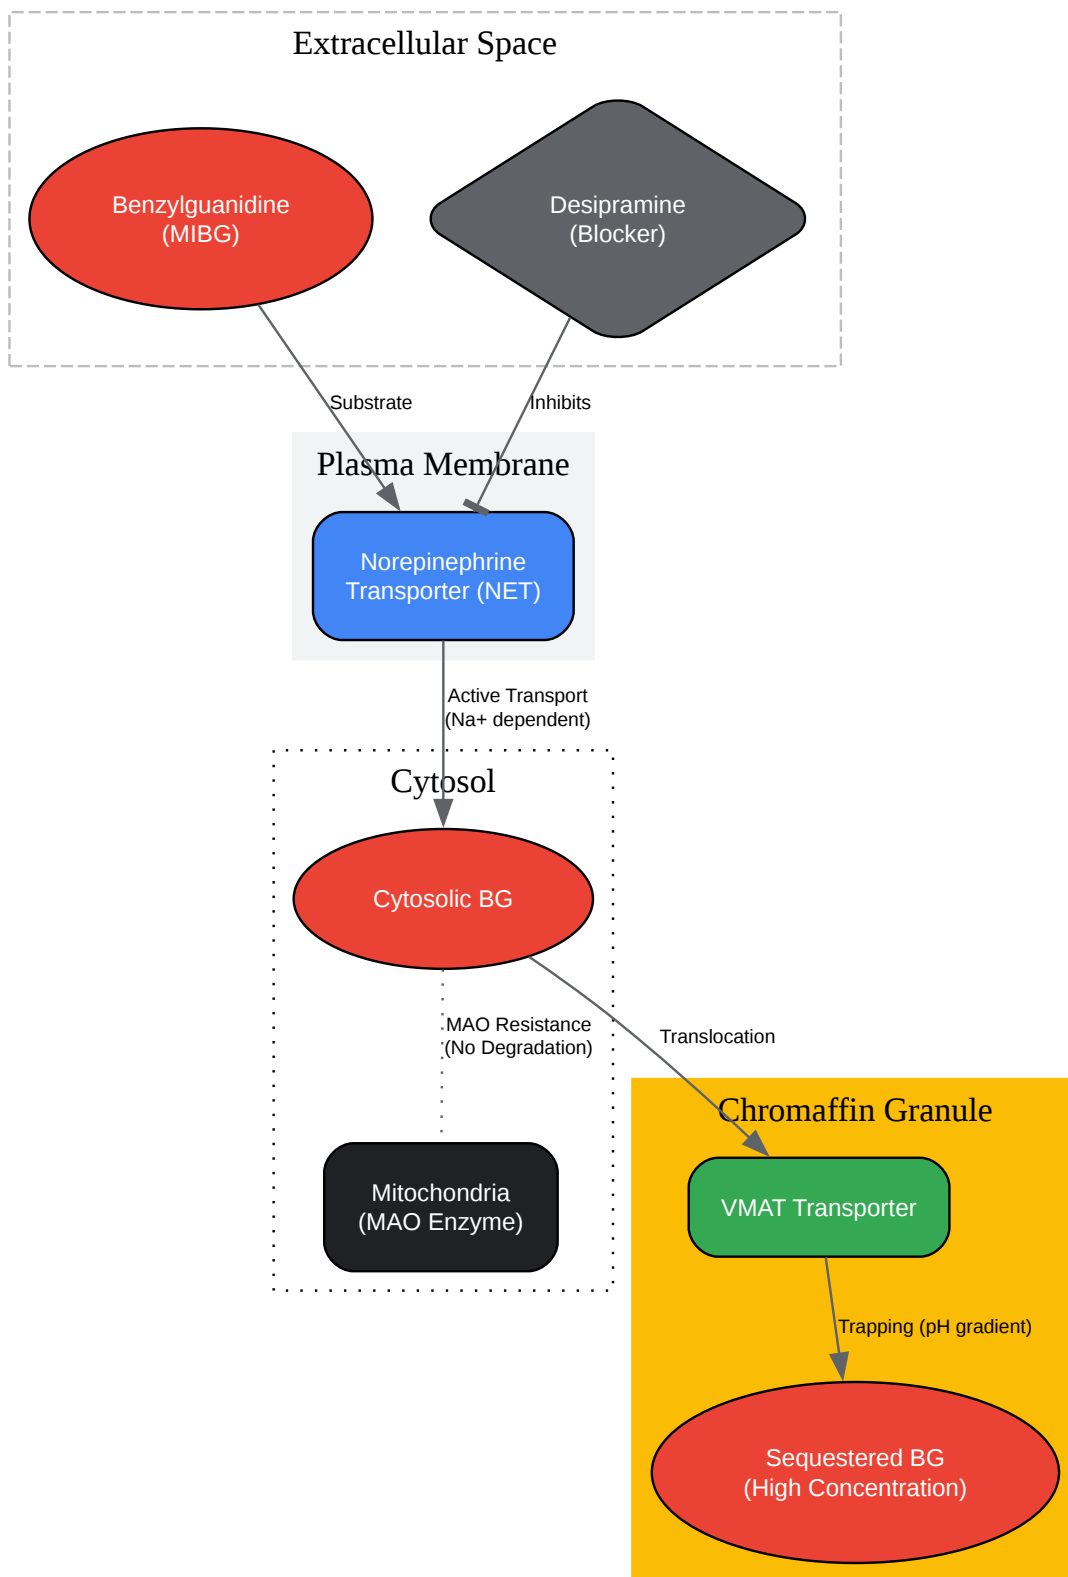 Extracellular Space
Benzylguanidine
(MIBG)
Desipramine
(Blocker)
Substrate
Inhibits
Plasma Membrane
Norepinephrine
Transporter (NET)
Active Transport
(Na+ dependent)
Cytosol
Cytosolic BG
MAO Resistance
(No Degradation)
Translocation
Mitochondria
(MAO Enzyme)
Chromaffin Granule
VMAT Transporter
Trapping (pH gradient)
Sequestered BG
(High Concentration)